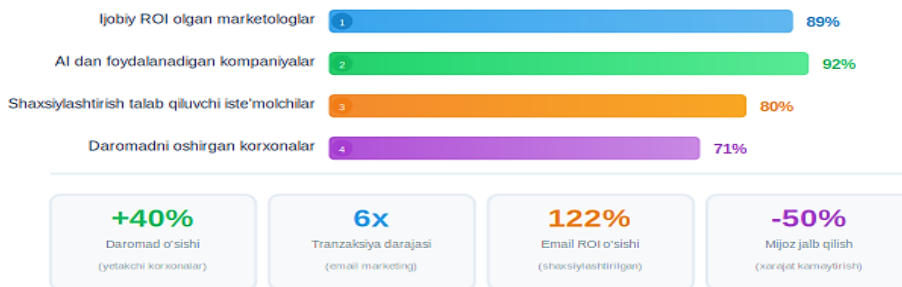 Ijobiy ROI olgan marketologlar 1 89%
AI dan foydalanadigan kompaniyalar 2 92%
Shaxsiylashtirish talab qiluvchi iste'molchilar 3 80%
Daromadni oshirgan korxonalar 4 71%
+40% 6x 122% -50%
Daromad o'sishi Tranzaksiya darajasi Email ROI o'sishi Mijoz jalb qilish
(yetakchi korxonalar) (email marketing) (shaxsiylashtirilgan) (xarajat kamaytirish)